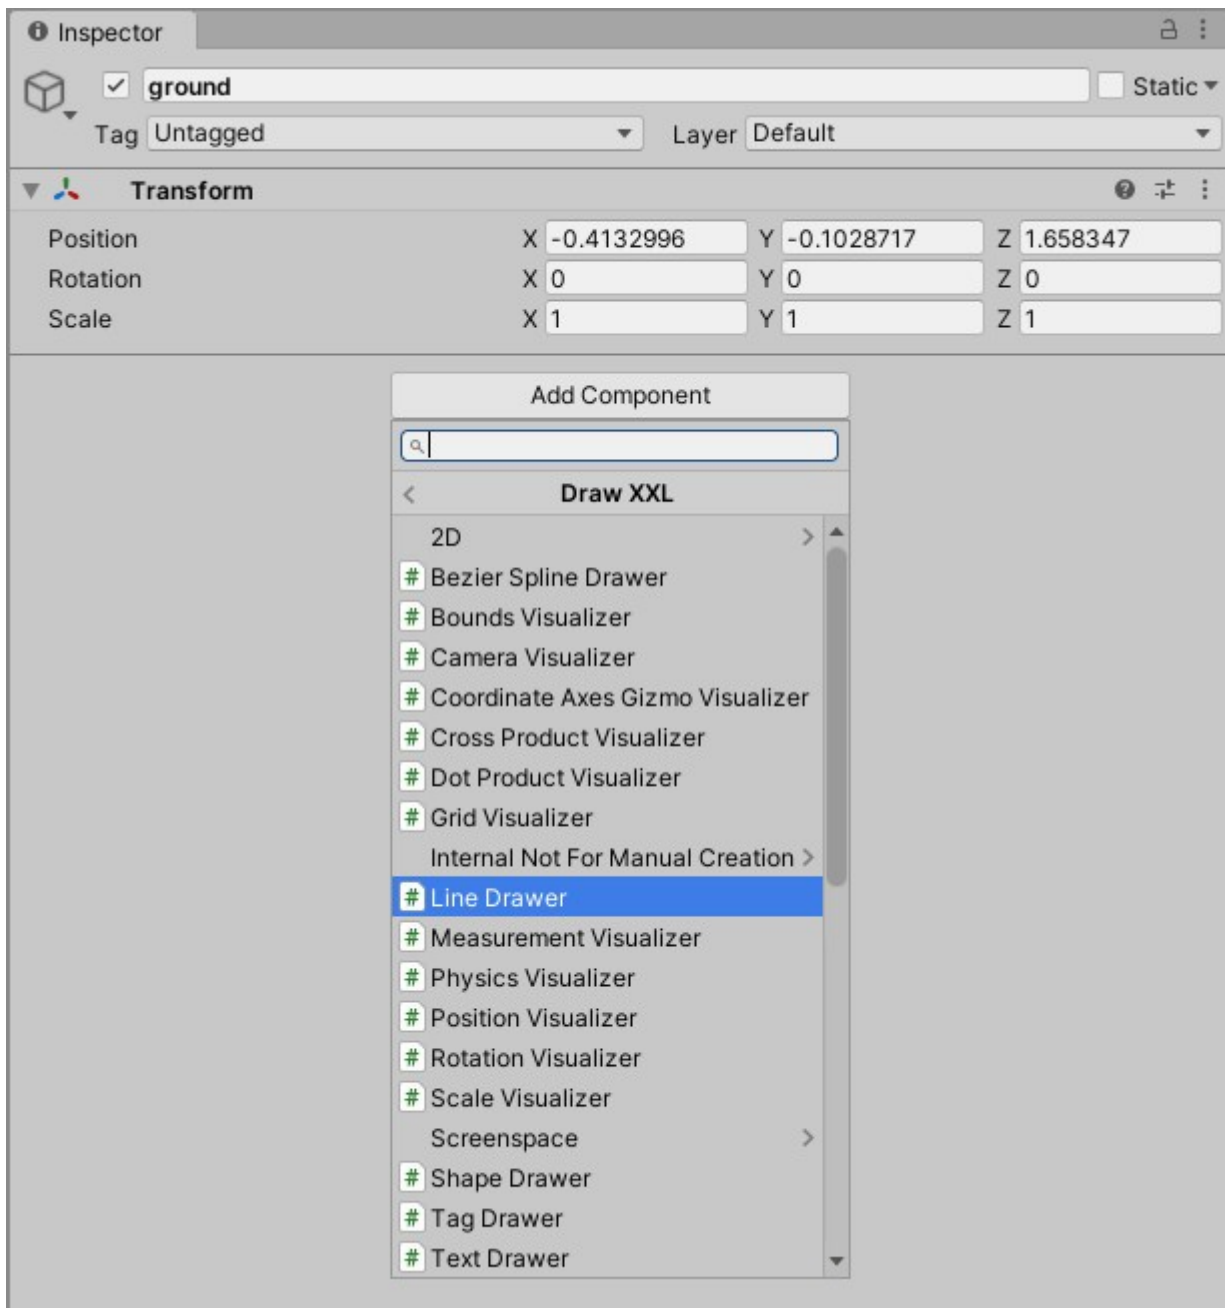 Inspector
ground Static
Tag Untagged Layer Default
Transform
Position X -0.4132996 Y -0.1028717 Z 1.658347
Rotation X 0 Y 0 Z 0
Scale X 1 Y 1 Z 1
Add Component
Draw XXL
2D
# Bezier Spline Drawer
# Bounds Visualizer
# Camera Visualizer
# Coordinate Axes Gizmo Visualizer
# Cross Product Visualizer
# Dot Product Visualizer
# Grid Visualizer
Internal Not For Manual Creation
# Line Drawer
# Measurement Visualizer
# Physics Visualizer
# Position Visualizer
# Rotation Visualizer
# Scale Visualizer
Screenspace
# Shape Drawer
# Tag Drawer
# Text Drawer